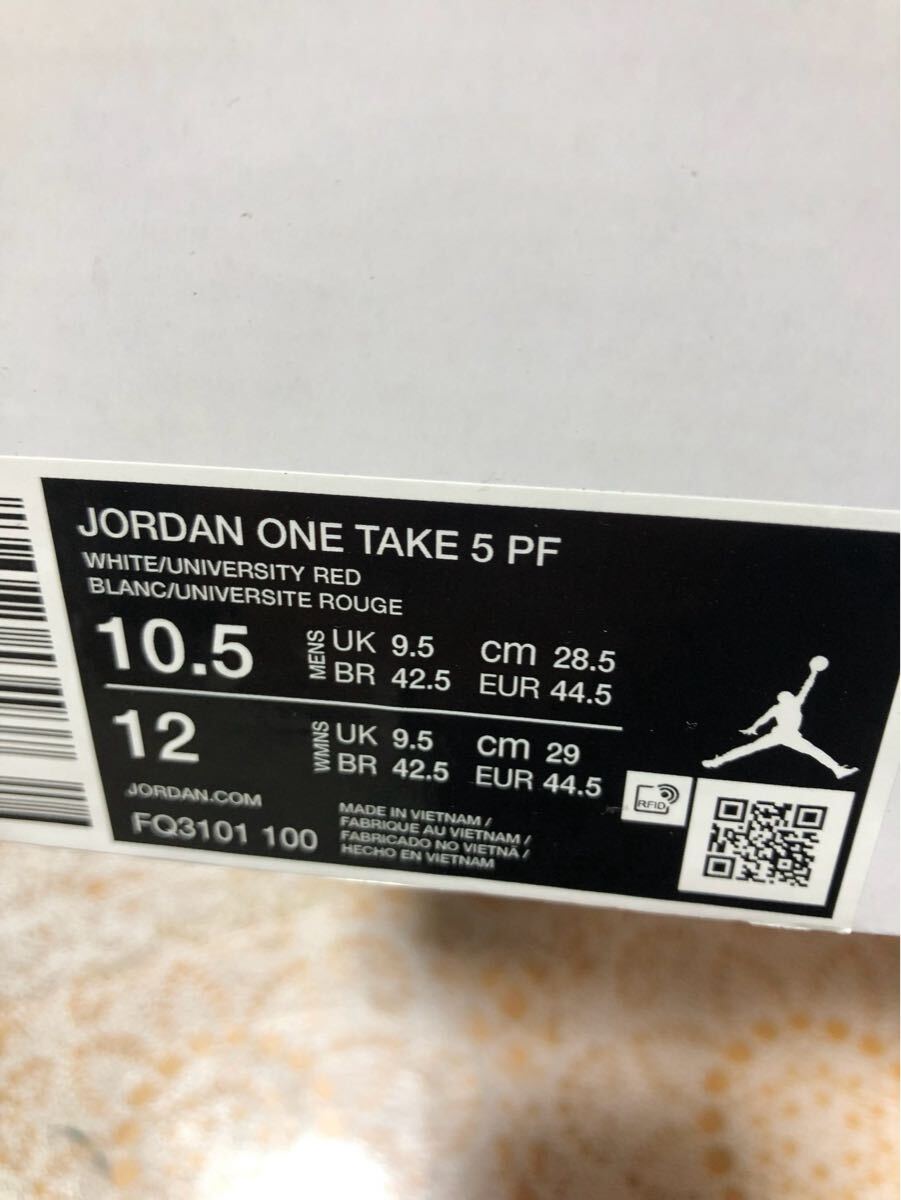 JORDAN ONE TAKE 5 PF
WHITE/UNIVERSITY RED
BLANC/UNIVERSITE ROUGE
10.5 MENS UK 9.5 cm 28.5
BR 42.5 EUR 44.5
12 WMNS UK 9.5 cm 29
BR 42.5 EUR 44.5
JORDAN.COM
FQ3101 100
MADE IN VIETNAM /
FABRIQUE AU VIETNAM /
FABRICADO NO VIETNÃ /
HECHO EN VIETNAM
RFID